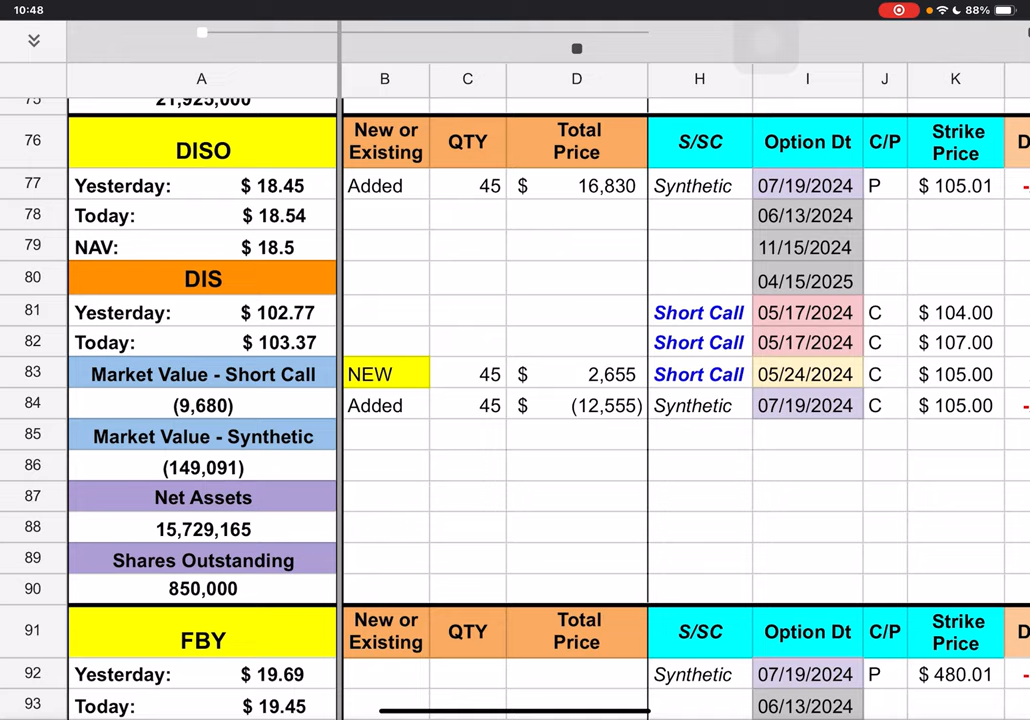 10:48 88%
A B C D H I J K
75 21,925,000
76 DISO New or Existing QTY Total Price S/SC Option Dt C/P Strike Price D
77 Yesterday: $ 18.45 Added 45 $ 16,830 Synthetic 07/19/2024 P $ 105.01 -
78 Today: $ 18.54 06/13/2024
79 NAV: $ 18.5 11/15/2024
80 DIS 04/15/2025
81 Yesterday: $ 102.77 Short Call 05/17/2024 C $ 104.00
82 Today: $ 103.37 Short Call 05/17/2024 C $ 107.00
83 Market Value - Short Call NEW 45 $ 2,655 Short Call 05/24/2024 C $ 105.00
84 (9,680) Added 45 $ (12,555) Synthetic 07/19/2024 C $ 105.00 -
85 Market Value - Synthetic
86 (149,091)
87 Net Assets
88 15,729,165
89 Shares Outstanding
90 850,000
91 FBY New or Existing QTY Total Price S/SC Option Dt C/P Strike Price D
92 Yesterday: $ 19.69 Synthetic 07/19/2024 P $ 480.01 -
93 Today: $ 19.45 06/13/2024